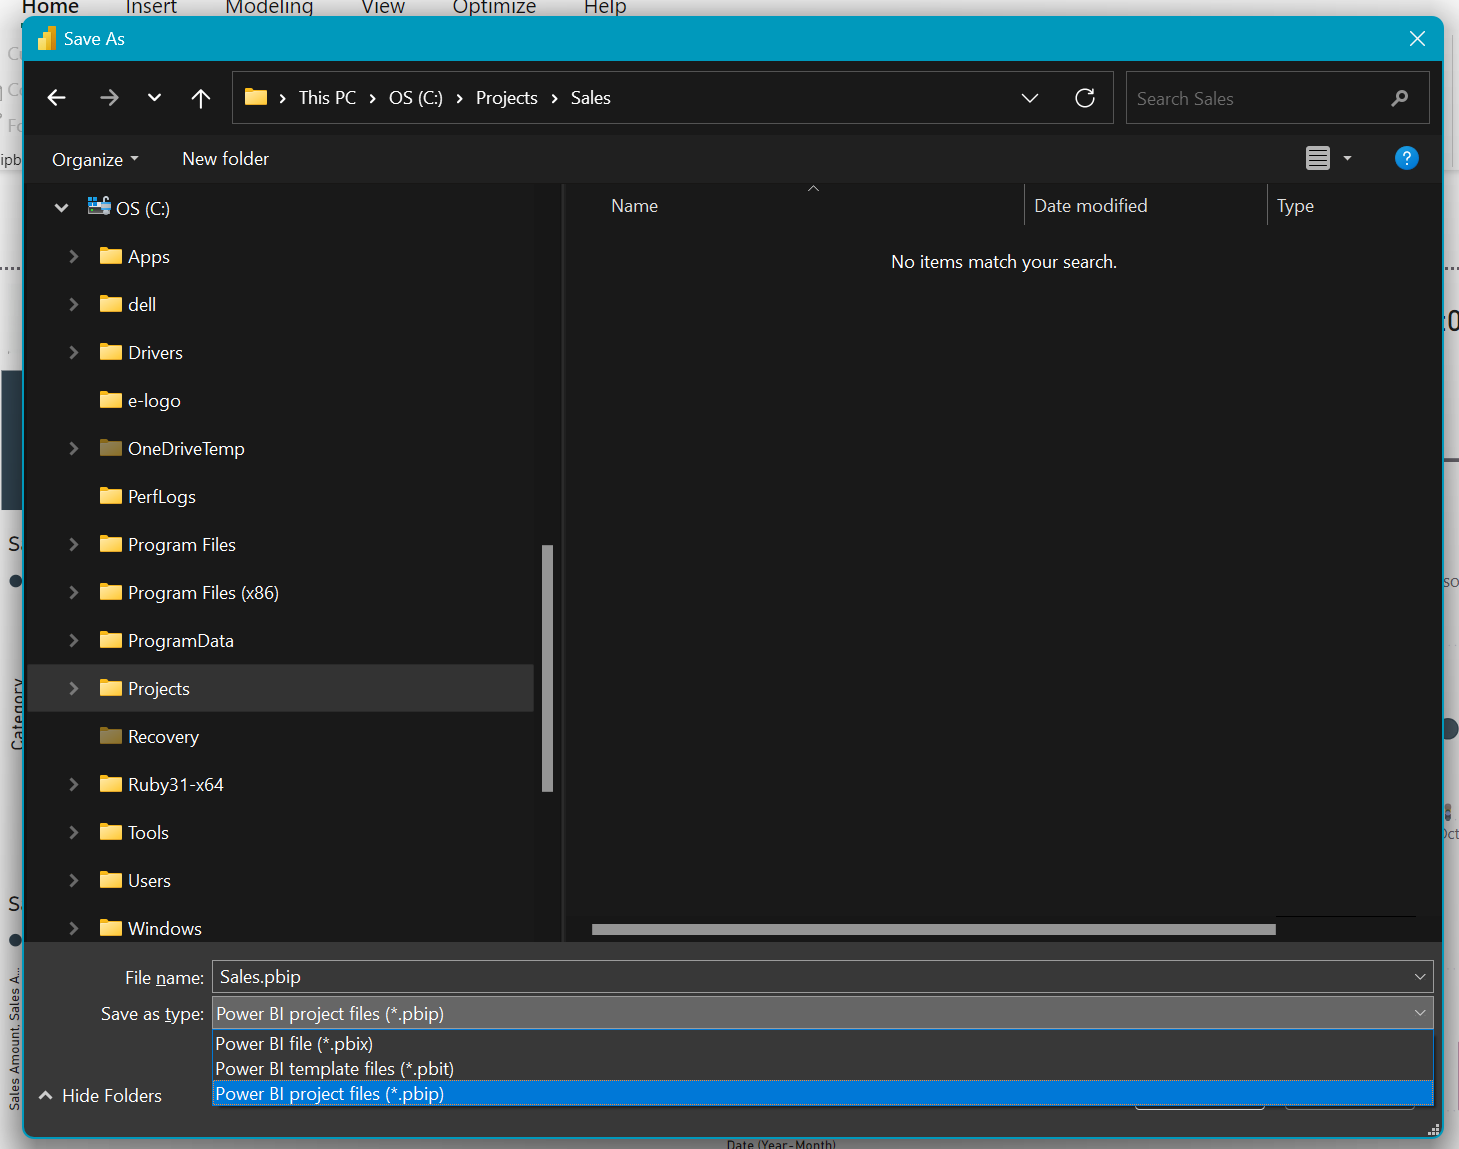 Home Insert Modeling View Optimize Help
Save As
This PC > OS (C:) > Projects > Sales
Search Sales
Organize New folder
?
OS (C:)
Name Date modified Type
Apps
No items match your search.
dell
Drivers
e-logo
OneDriveTemp
PerfLogs
Program Files
Program Files (x86)
ProgramData
Projects
Category
Recovery
Ruby31-x64
Tools
Users
Windows
File name: Sales.pbip
Save as type: Power BI project files (*.pbip)
Power BI file (*.pbix)
Power BI template files (*.pbit)
Power BI project files (*.pbip)
Hide Folders
Sales Amount, Sales A...
Date (Year-Month)